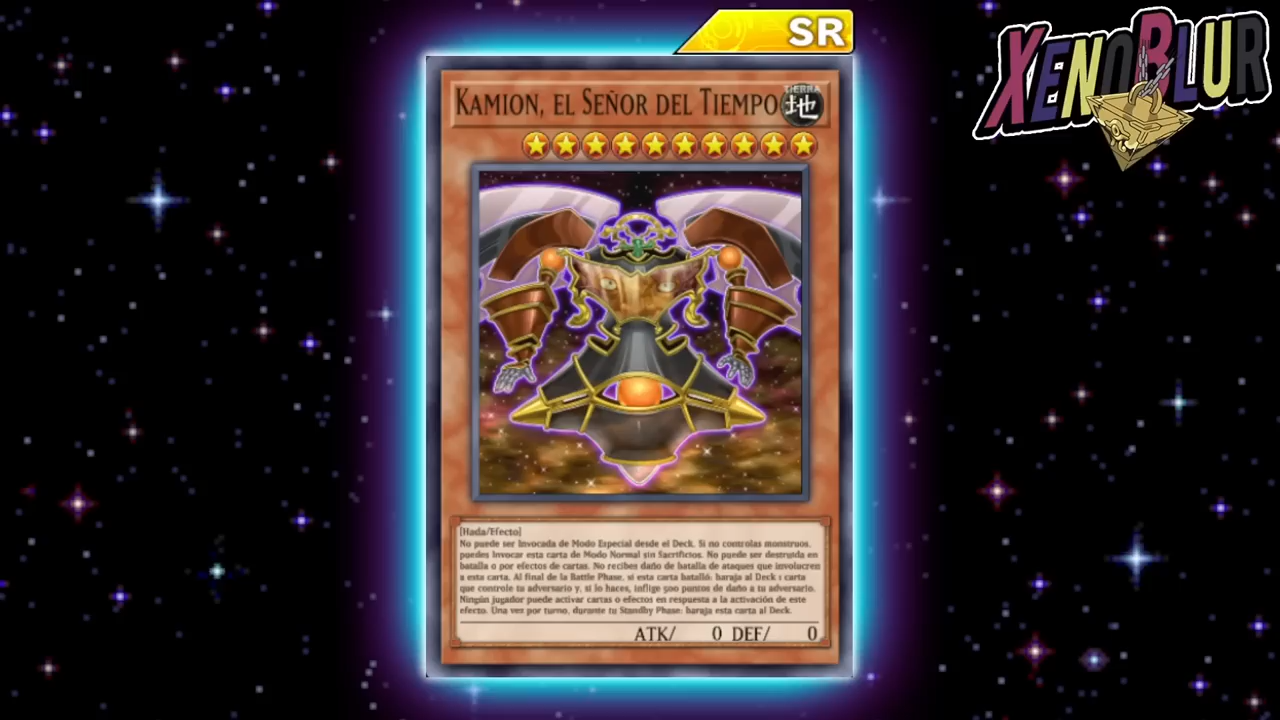 SR
XENOBLUR
KAMION, EL SEÑOR DEL TIEMPO
TIERRA
地
[Hada/Efecto]
No puede ser Invocada de Modo Especial desde el Deck. Si no controlas monstruos,
puedes Invocar esta carta de Modo Normal sin Sacrificios. No puede ser destruida en
batalla o por efectos de cartas. No recibes daño de batalla de ataques que involucren
a esta carta. Al final de la Battle Phase, si esta carta batalló: baraja al Deck 1 carta
que controle tu adversario y, si lo haces, inflige 500 puntos de daño a tu adversario.
Ningún jugador puede activar cartas o efectos en respuesta a la activación de este
efecto. Una vez por turno, durante tu Standby Phase: baraja esta carta al Deck.
ATK/ 0 DEF/ 0